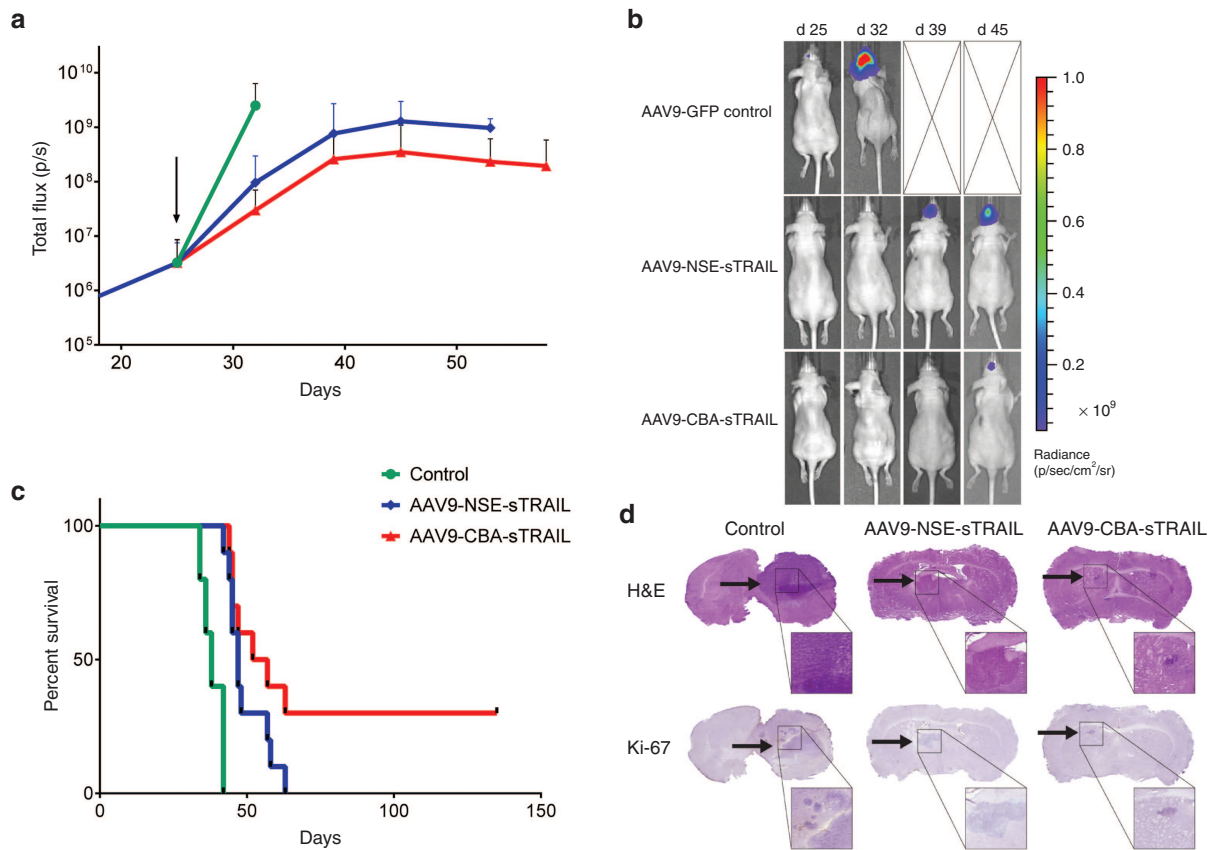 a
Total flux (p/s)
10^10
10^9
10^8
10^7
10^6
10^5
20 30 40 50
Days
b
d 25 d 32 d 39 d 45
AAV9-GFP control
AAV9-NSE-sTRAIL
AAV9-CBA-sTRAIL
1.0
0.8
0.6
0.4
0.2
× 10^9
Radiance
(p/sec/cm^2/sr)
c
Control
AAV9-NSE-sTRAIL
AAV9-CBA-sTRAIL
Percent survival
100
50
0
0 50 100 150
Days
d
Control AAV9-NSE-sTRAIL AAV9-CBA-sTRAIL
H&E
Ki-67